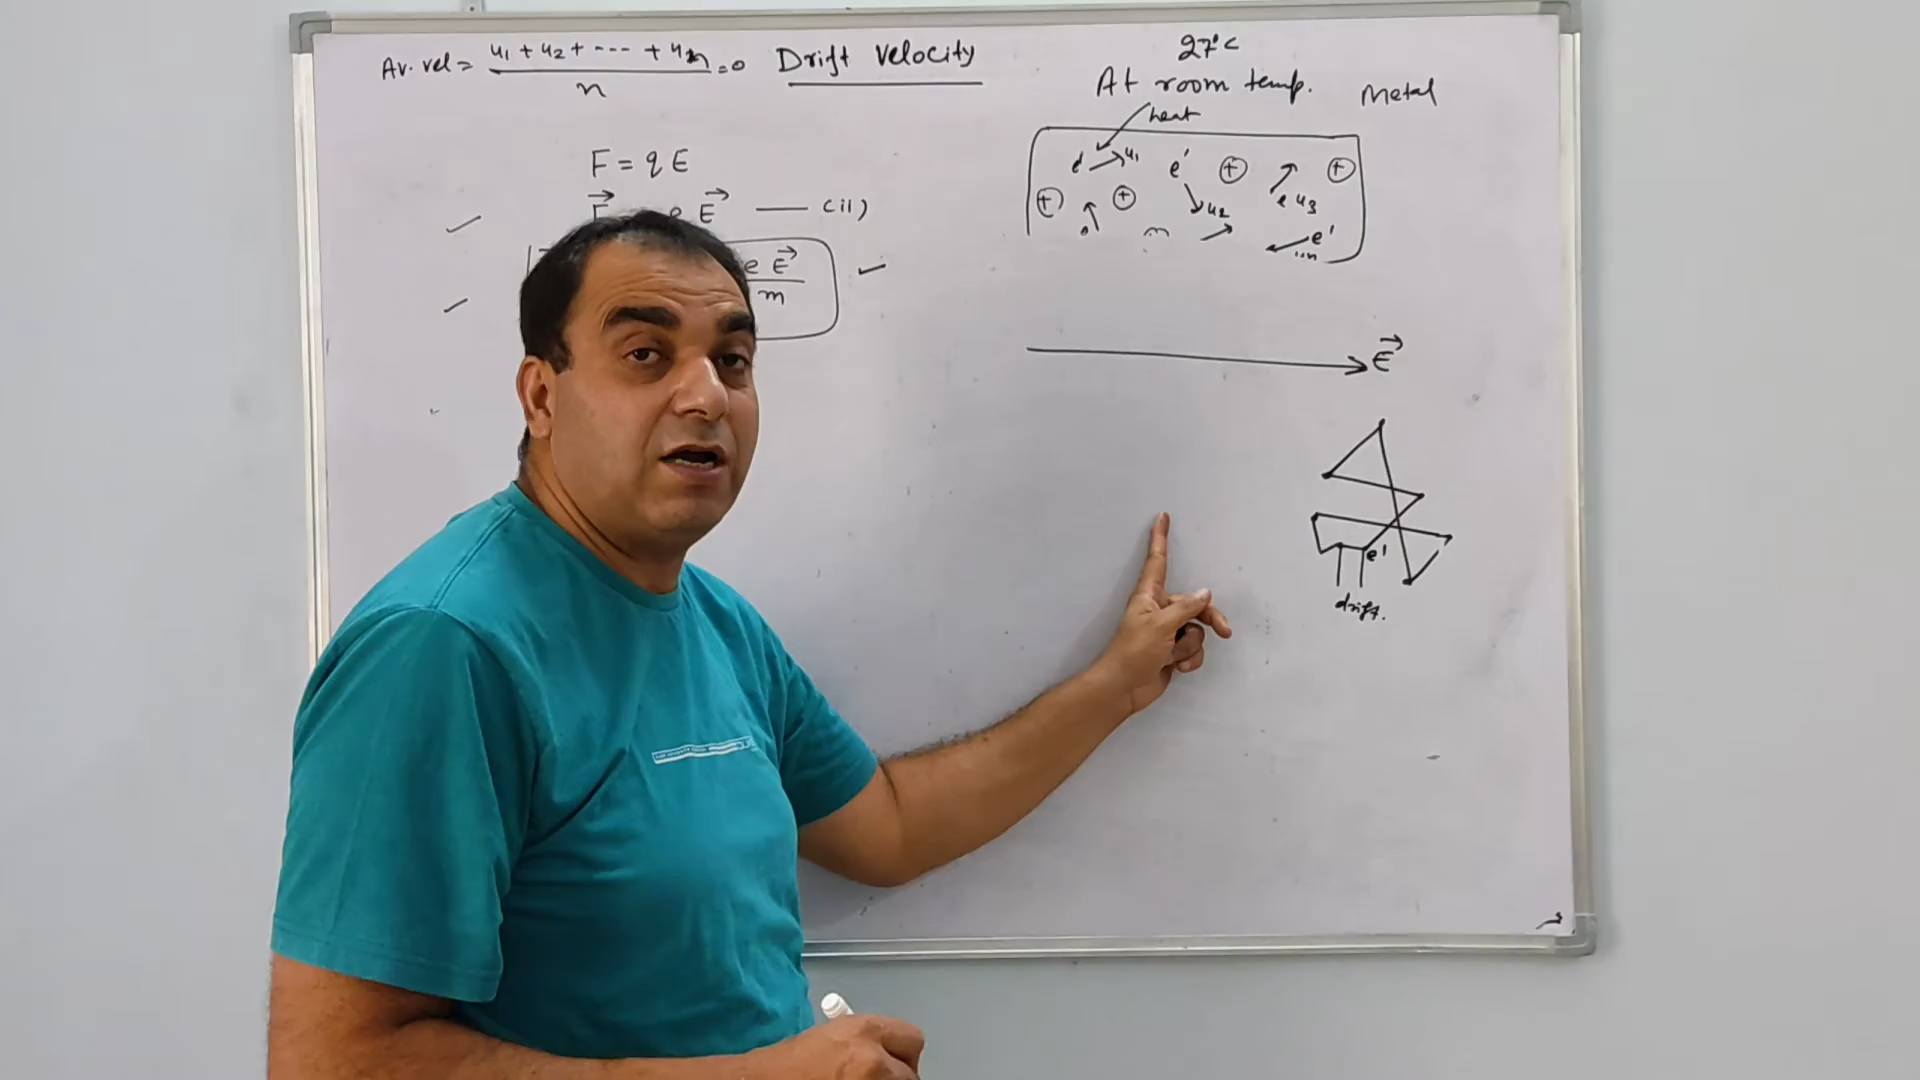 Av. vel = u₁ + u₂ + --- + uₙ / n = 0
Drift Velocity
27°C
At room temp.
Metal
heat
e u₁ e' + +
+ + u₂ e u₃
e'
F = q E
E⃗ —— (ii)
e E⃗
m
E⃗
e'
drift.